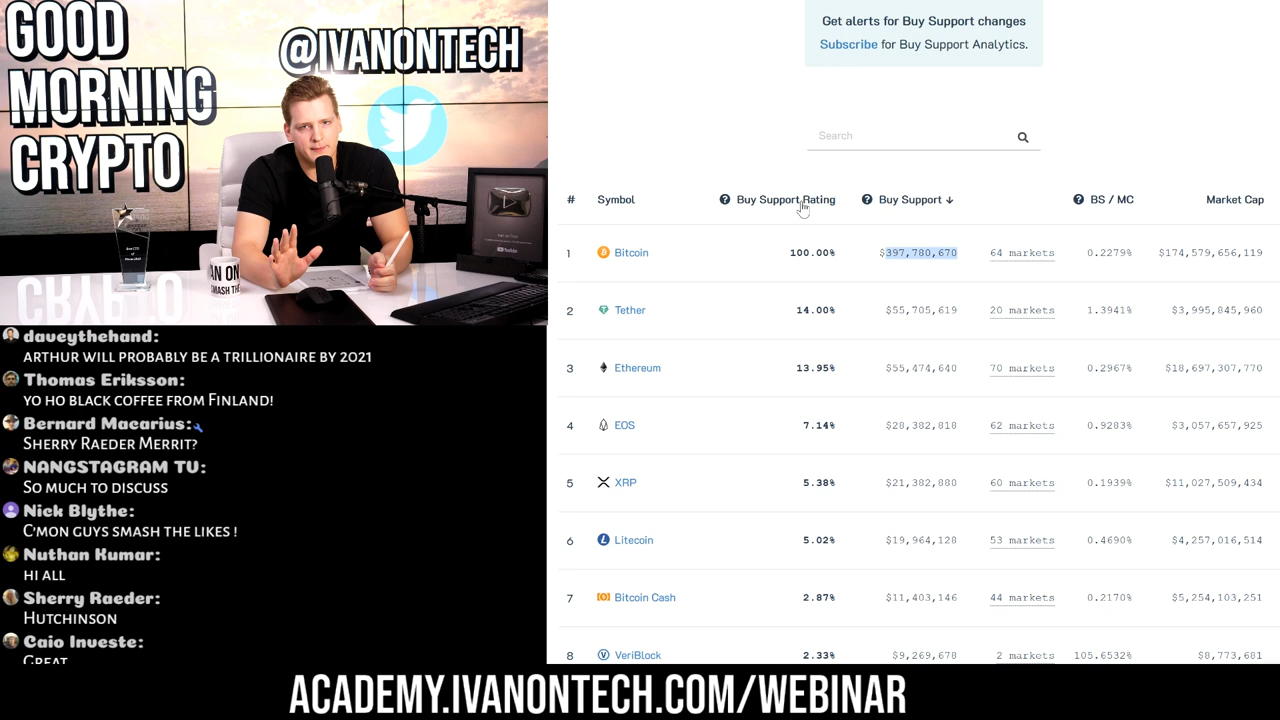 GOOD
MORNING
CRYPTO
@IVANONTECH
AN ON
SMASH THE
CRYPTO
daveythehand:
ARTHUR WILL PROBABLY BE A TRILLIONAIRE BY 2021
Thomas Eriksson:
YO HO BLACK COFFEE FROM FINLAND!
Bernard Macarius:
SHERRY RAEDER MERRIT?
NANGSTAGRAM TV:
SO MUCH TO DISCUSS
Nick Blythe:
C'MON GUYS SMASH THE LIKES !
Nuthan Kumar:
HI ALL
Sherry Raeder:
HUTCHINSON
Caio Investe:
GREAT
Get alerts for Buy Support changes
Subscribe for Buy Support Analytics.
Search
# Symbol ? Buy Support Rating ? Buy Support ↓ ? BS / MC Market Cap
1 Bitcoin 100.00% $397,780,670 64 markets 0.2279% $174,579,656,119
2 Tether 14.00% $55,705,619 20 markets 1.3941% $3,995,845,960
3 Ethereum 13.95% $55,474,640 70 markets 0.2967% $18,697,307,770
4 EOS 7.14% $28,382,818 62 markets 0.9283% $3,057,657,925
5 XRP 5.38% $21,382,880 60 markets 0.1939% $11,027,509,434
6 Litecoin 5.02% $19,964,128 53 markets 0.4690% $4,257,016,514
7 Bitcoin Cash 2.87% $11,403,146 44 markets 0.2170% $5,254,103,251
8 VeriBlock 2.33% $9,269,678 2 markets 105.6532% $8,773,681
ACADEMY.IVANONTECH.COM/WEBINAR